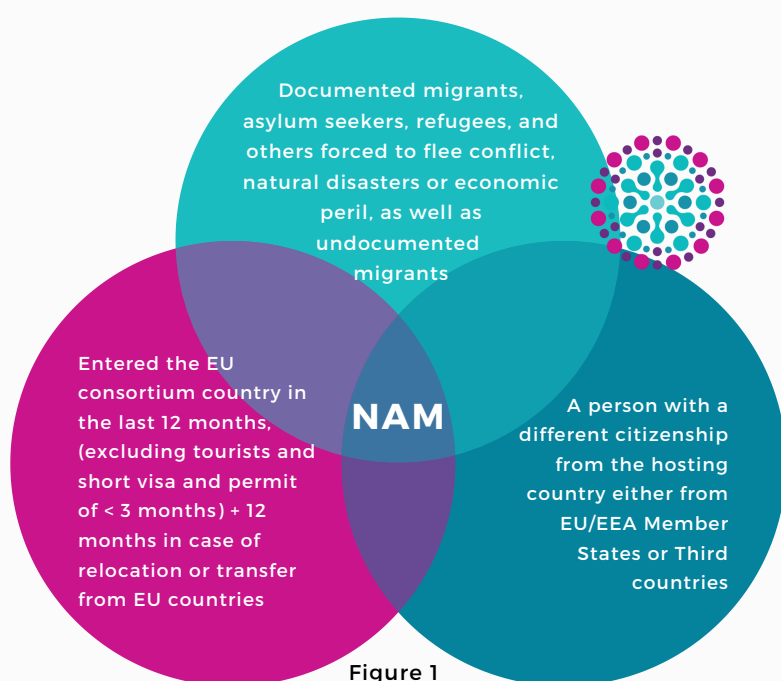 Documented migrants,
asylum seekers, refugees, and
others forced to flee conflict,
natural disasters or economic
peril, as well as
undocumented
migrants
Entered the EU
consortium country in
the last 12 months,
(excluding tourists and
short visa and permit
of < 3 months) + 12
months in case of
relocation or transfer
from EU countries
NAM
A person with a
different citizenship
from the hosting
country either from
EU/EEA Member
States or Third
countries
Figure 1